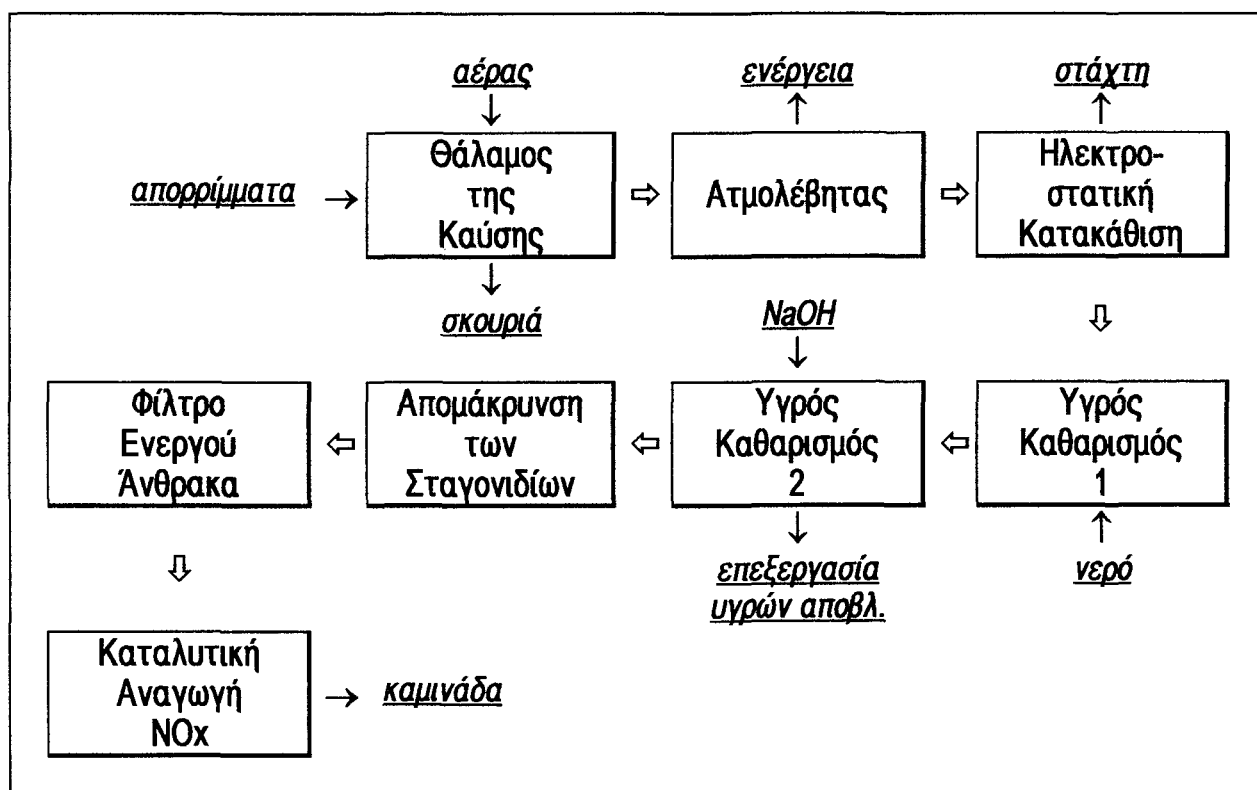 αέρας
ενέργεια
στάχτη
απορρίμματα
Θάλαμος
της
Καύσης
Ατμολέβητας
Ηλεκτρο-
στατική
Κατακάθιση
σκουριά
NaOH
Φίλτρο
Ενεργού
Άνθρακα
Απομάκρυνση
των
Σταγονιδίων
Υγρός
Καθαρισμός
2
Υγρός
Καθαρισμός
1
επεξεργασία
υγρών αποβλ.
νερό
Καταλυτική
Αναγωγή
NOx
καμινάδα